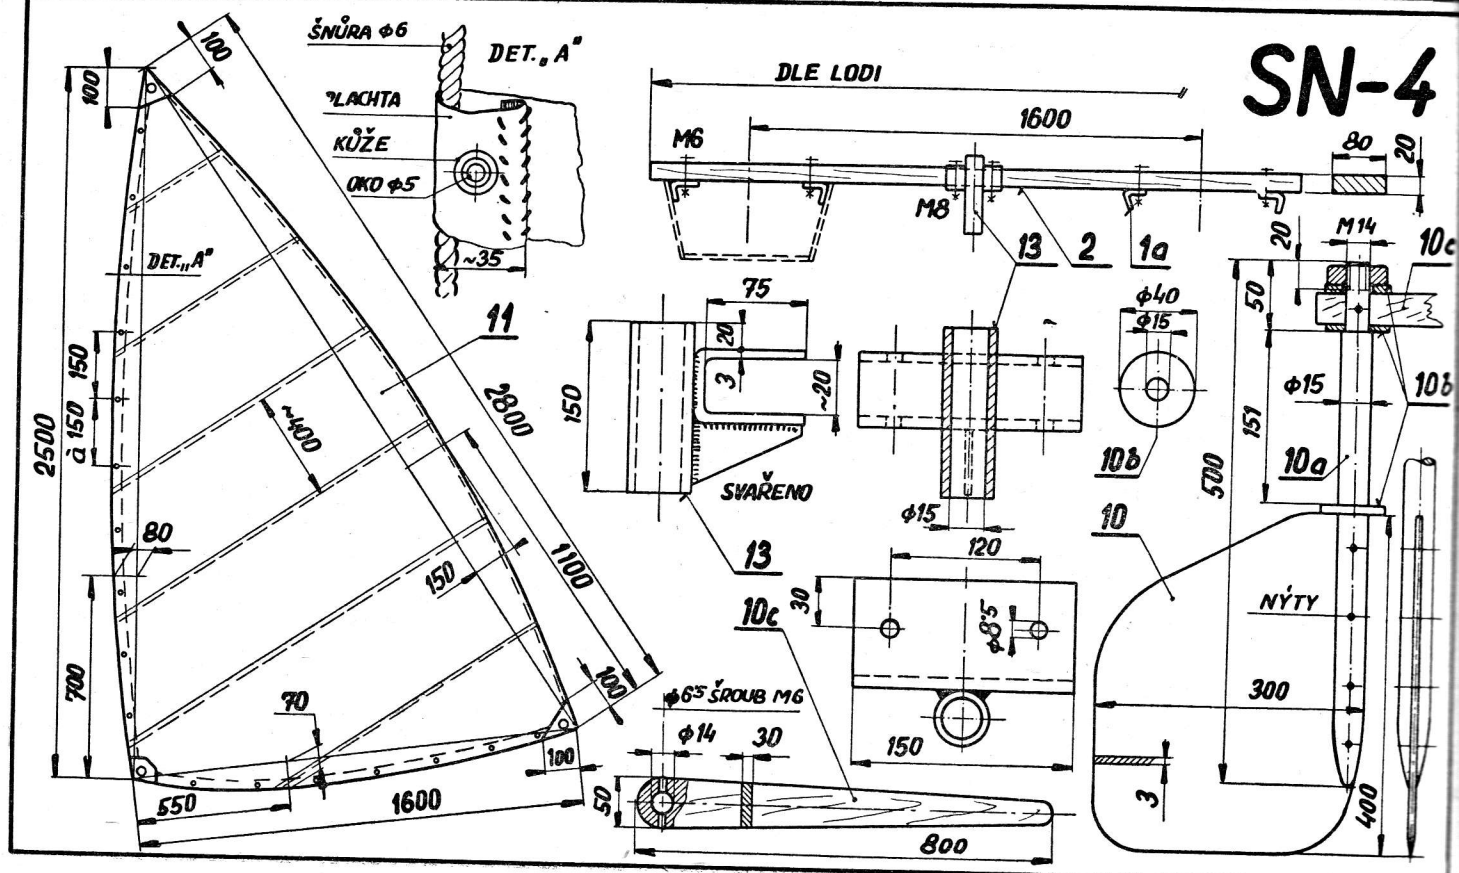 SN-4
ŠŇŮRA φ6
DET. „A"
LACHTA
KŮŽE
OKO φ5
~35
100
100
DET. „A"
11
2500
150
à 150
~400
2800
80
700
150
1100
100
70
550
100
1600
DLE LODI
1600
M6
M8
13
2
1a
80
20
75
20
3
150
~20
SVAŘENO
13
φ15
φ40
φ15
10b
120
30
φ8,5
150
10c
φ6,5 ŠROUB M6
φ14
30
50
800
20
M14
10c
50
φ15
151
10b
10a
500
10
NÝTY
300
3
400